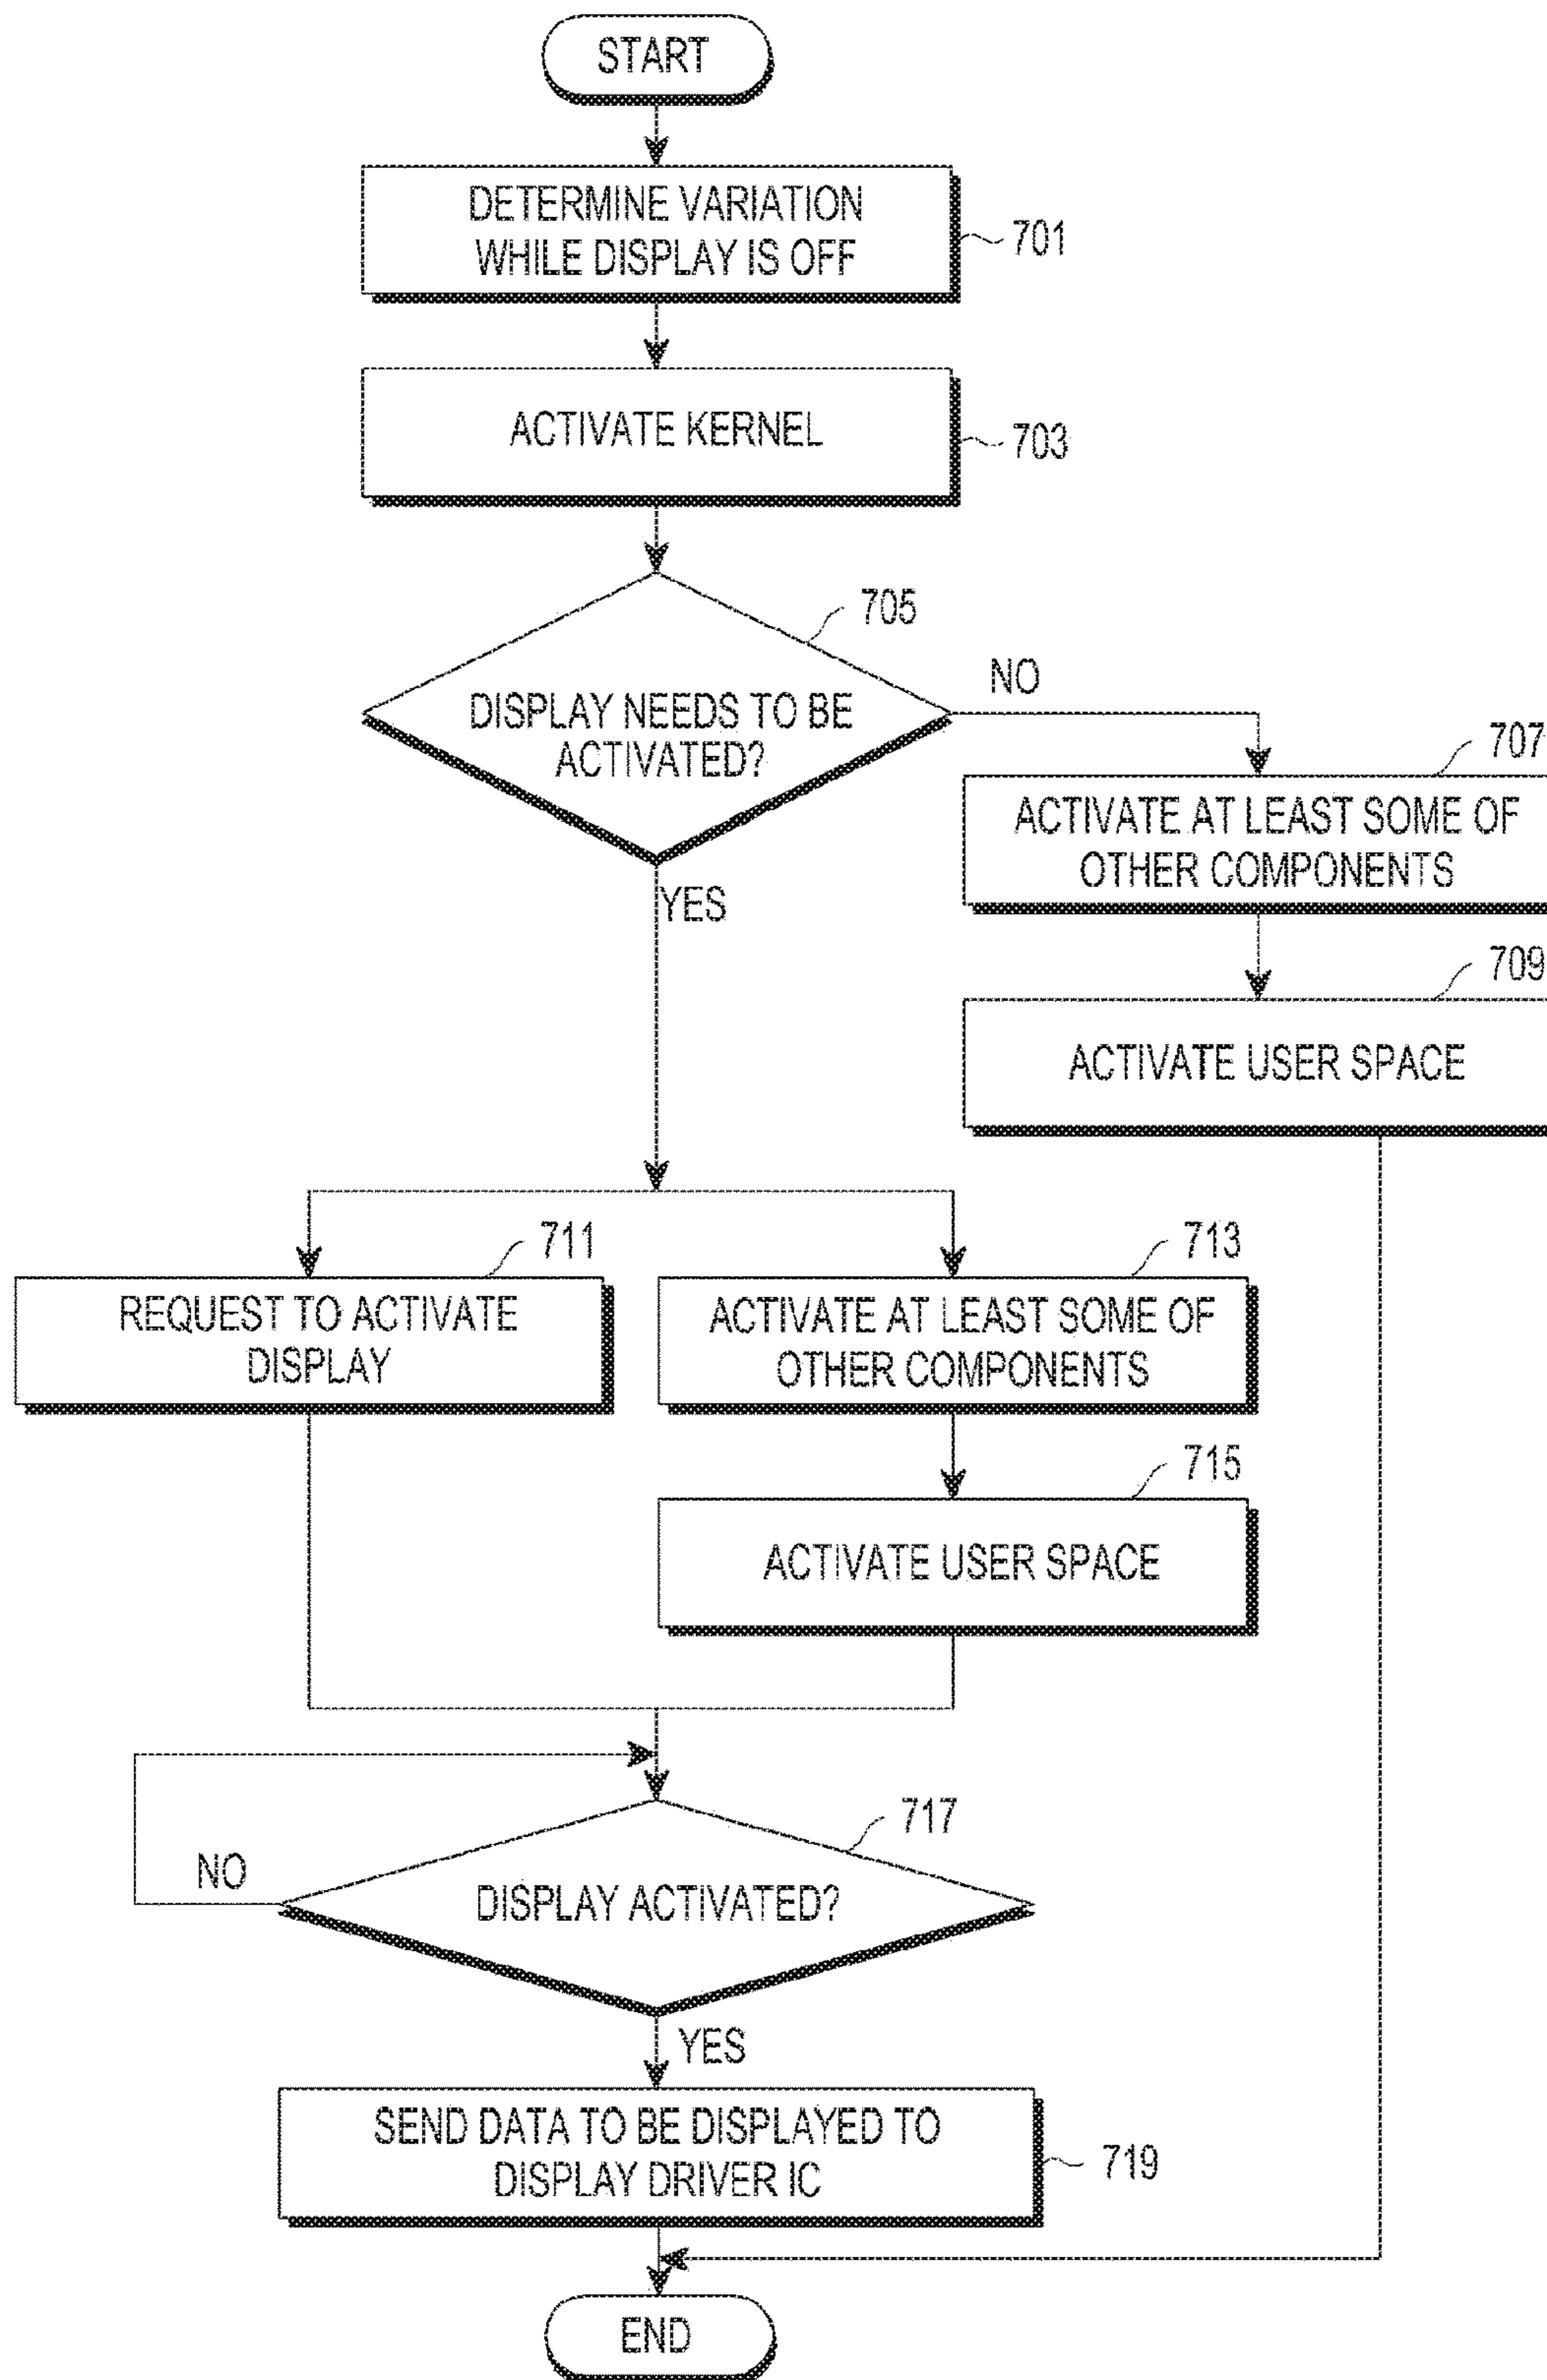 START
DETERMINE VARIATION
WHILE DISPLAY IS OFF
701
ACTIVATE KERNEL
703
705
DISPLAY NEEDS TO BE
ACTIVATED?
NO
YES
707
ACTIVATE AT LEAST SOME OF
OTHER COMPONENTS
709
ACTIVATE USER SPACE
711
REQUEST TO ACTIVATE
DISPLAY
713
ACTIVATE AT LEAST SOME OF
OTHER COMPONENTS
715
ACTIVATE USER SPACE
717
DISPLAY ACTIVATED?
NO
YES
SEND DATA TO BE DISPLAYED TO
DISPLAY DRIVER IC
719
END